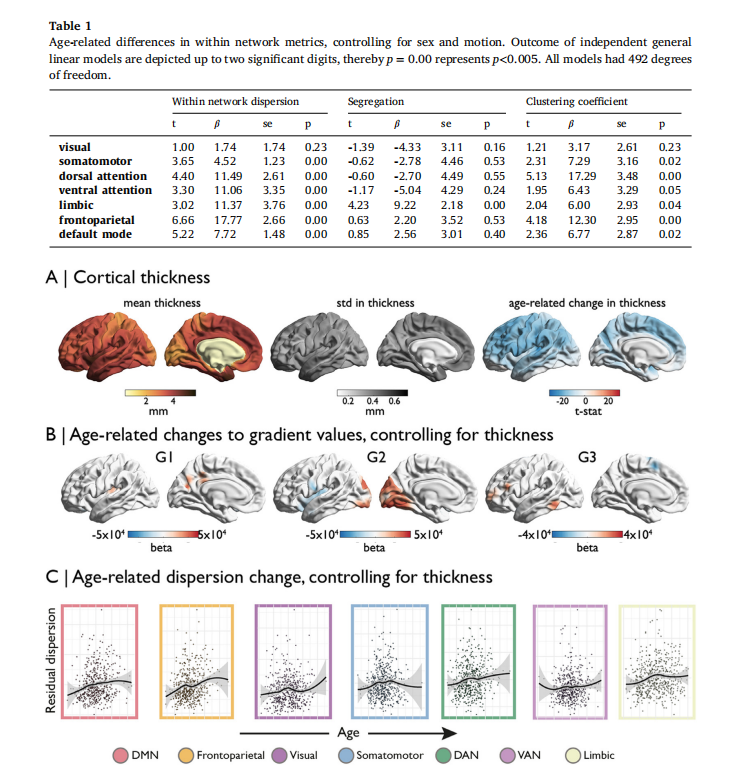 Table 1
Age-related differences in within network metrics, controlling for sex and motion. Outcome of independent general
linear models are depicted up to two significant digits, thereby p = 0.00 represents p<0.005. All models had 492 degrees
of freedom.
Within network dispersion Segregation Clustering coefficient
t β se p t β se p t β se p
visual 1.00 1.74 1.74 0.23 -1.39 -4.33 3.11 0.16 1.21 3.17 2.61 0.23
somatomotor 3.65 4.52 1.23 0.00 -0.62 -2.78 4.46 0.53 2.31 7.29 3.16 0.02
dorsal attention 4.40 11.49 2.61 0.00 -0.60 -2.70 4.49 0.55 5.13 17.29 3.48 0.00
ventral attention 3.30 11.06 3.35 0.00 -1.17 -5.04 4.29 0.24 1.95 6.43 3.29 0.05
limbic 3.02 11.37 3.76 0.00 4.23 9.22 2.18 0.00 2.04 6.00 2.93 0.04
frontoparietal 6.66 17.77 2.66 0.00 0.63 2.20 3.52 0.53 4.18 12.30 2.95 0.00
default mode 5.22 7.72 1.48 0.00 0.85 2.56 3.01 0.40 2.36 6.77 2.87 0.02
A | Cortical thickness
mean thickness std in thickness age-related change in thickness
2 4 0.2 0.4 0.6 -20 0 20
mm mm t-stat
B | Age-related changes to gradient values, controlling for thickness
G1 G2 G3
-5x10⁴ 5x10⁴ -5x10⁴ 5x10⁴ -4x10⁴ 4x10⁴
beta beta beta
C | Age-related dispersion change, controlling for thickness
Residual dispersion
Age
DMN Frontoparietal Visual Somatomotor DAN VAN Limbic